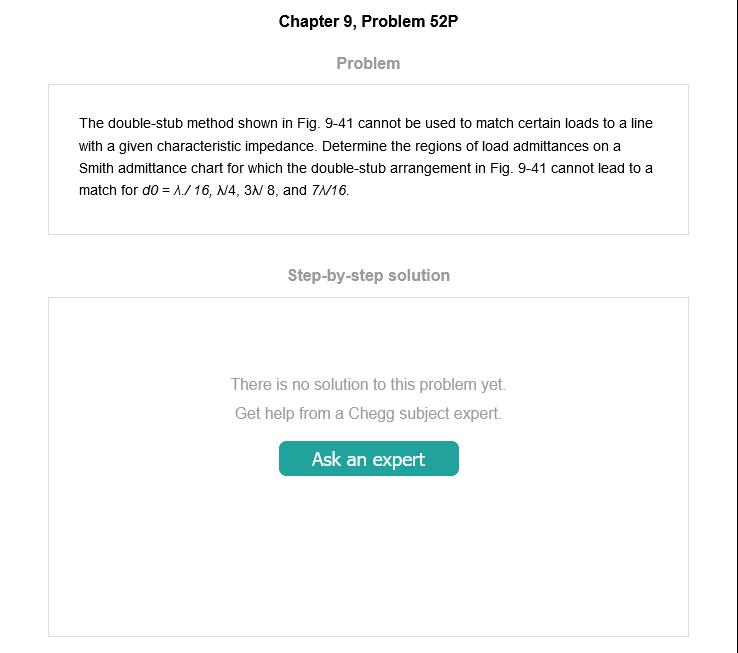 Chapter 9, Problem 52P
Problem
The double-stub method shown in Fig. 9-41 cannot be used to match certain loads to a line
with a given characteristic impedance. Determine the regions of load admittances on a
Smith admittance chart for which the double-stub arrangement in Fig. 9-41 cannot lead to a
match for d0 = λ./ 16, λ/4, 3λ/ 8, and 7λ/16.
Step-by-step solution
There is no solution to this problem yet.
Get help from a Chegg subject expert.
Ask an expert